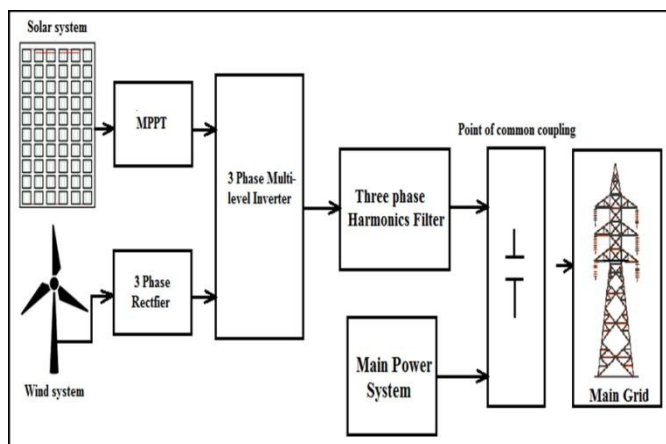 Solar system
MPPT
3 Phase Multi-
level Inverter
Three phase
Harmonics Filter
Point of common coupling
3 Phase
Rectfier
Wind system
Main Power
System
Main Grid